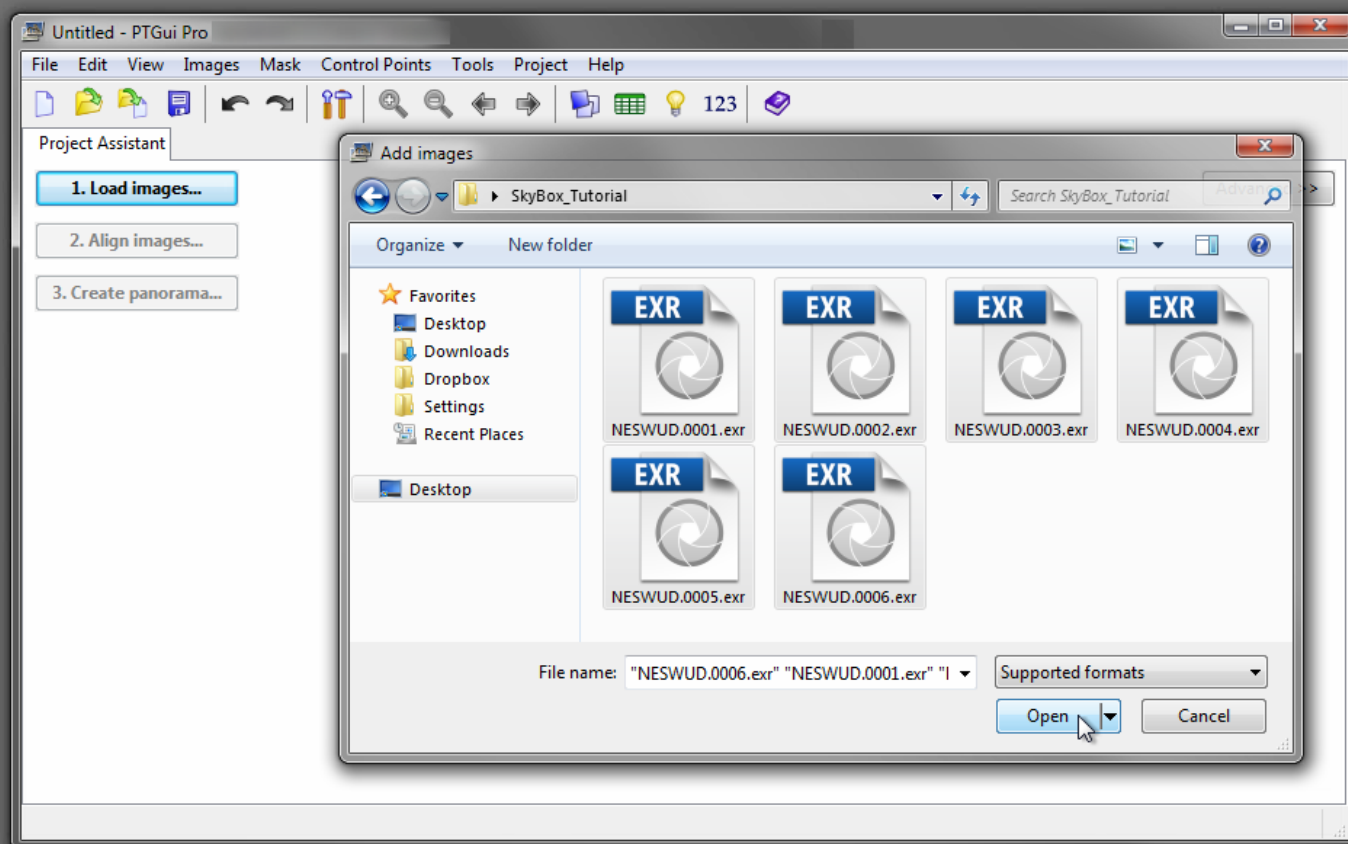 Untitled - PTGui Pro
File Edit View Images Mask Control Points Tools Project Help
123
Project Assistant
1. Load images...
2. Align images...
3. Create panorama...
Add images
SkyBox_Tutorial
Search SkyBox_Tutorial
Advanced >>
Organize New folder
Favorites
Desktop
Downloads
Dropbox
Settings
Recent Places
Desktop
EXR EXR EXR EXR
NESWUD.0001.exr NESWUD.0002.exr NESWUD.0003.exr NESWUD.0004.exr
EXR EXR
NESWUD.0005.exr NESWUD.0006.exr
File name: "NESWUD.0006.exr" "NESWUD.0001.exr" Supported formats
Open Cancel